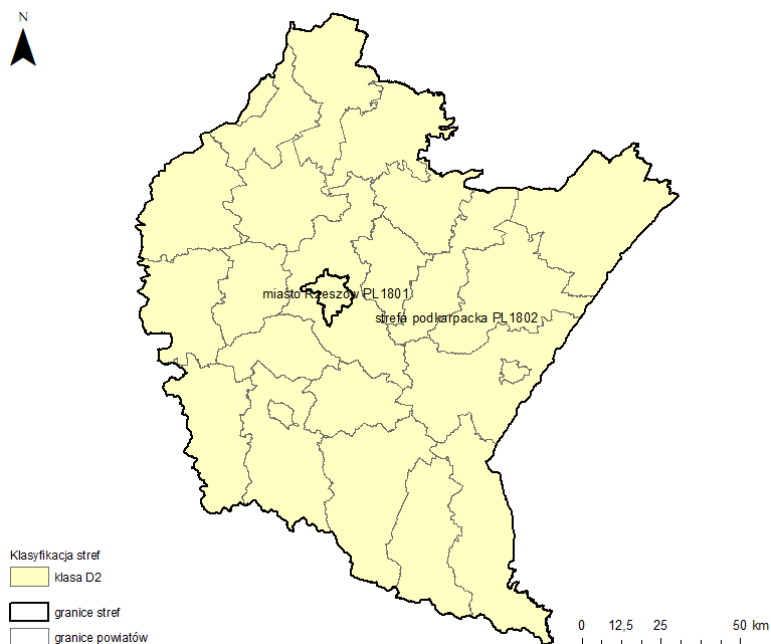 N
miasto Rzeszów PL1801
strefa podkarpacka PL1802
Klasyfikacja stref
klasa D2
granice stref
granice powiatów
0 12,5 25 50 km